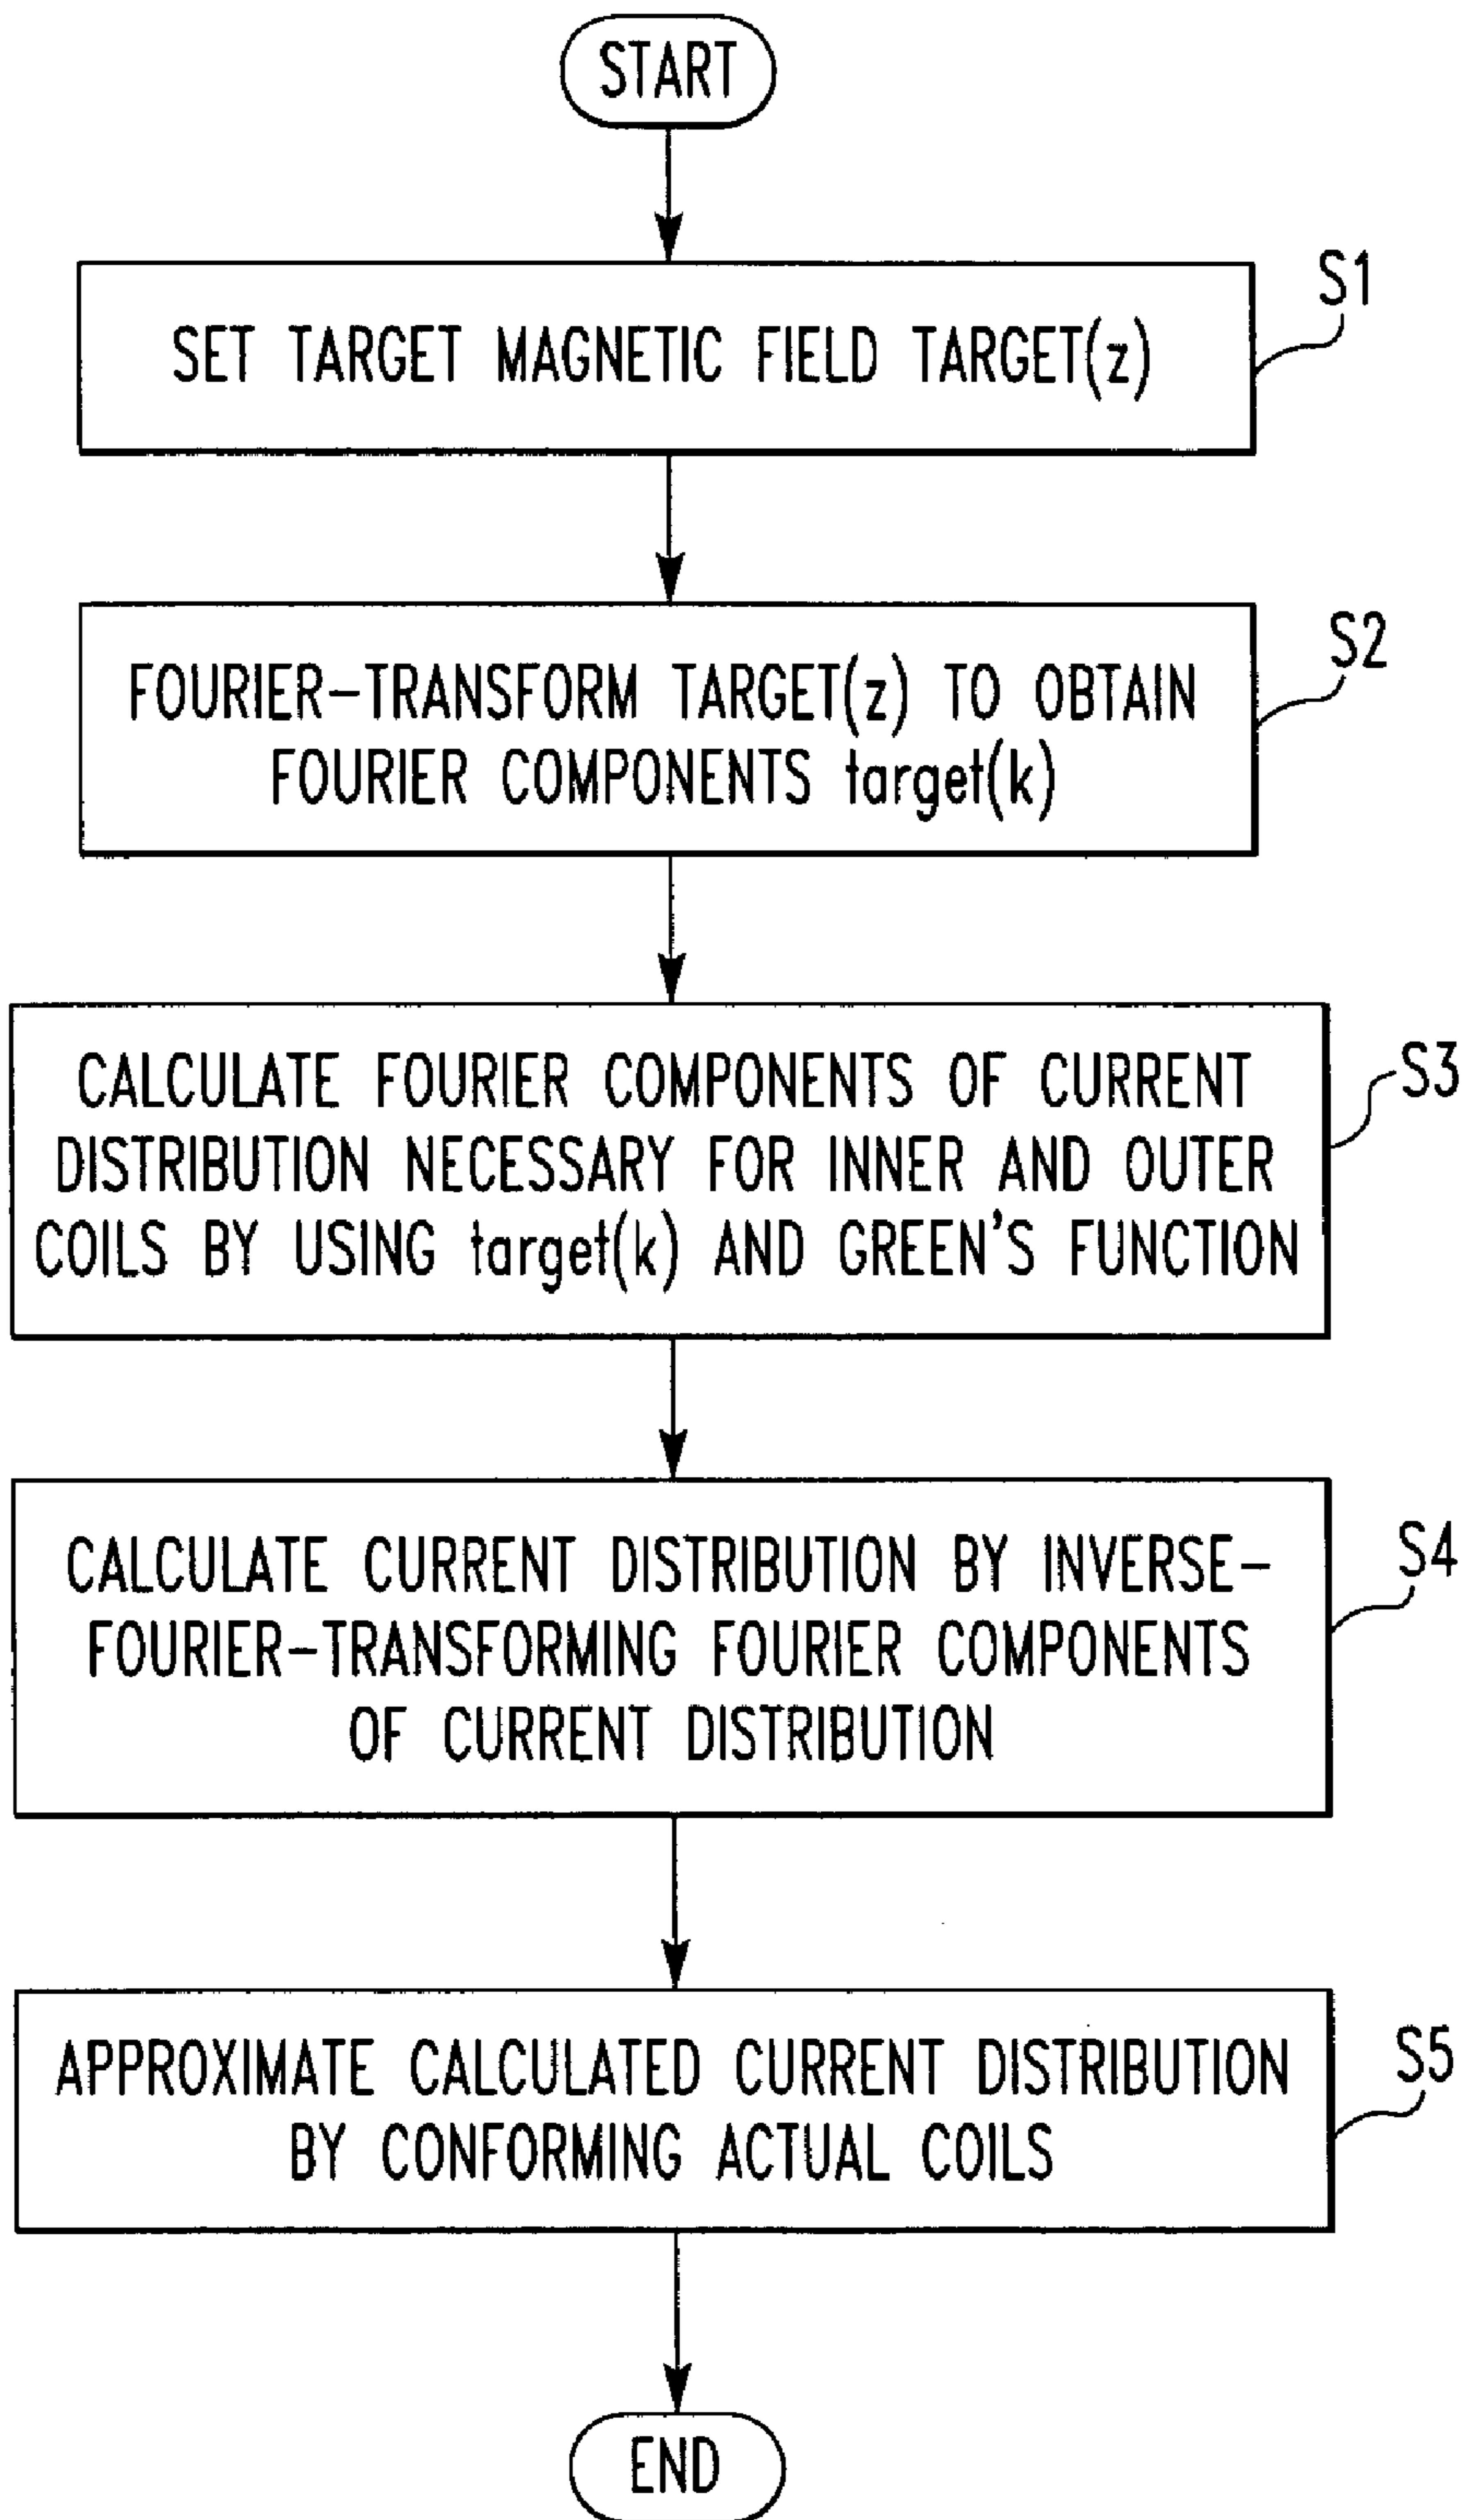 START
S1
SET TARGET MAGNETIC FIELD TARGET(z)
S2
FOURIER-TRANSFORM TARGET(z) TO OBTAIN
FOURIER COMPONENTS target(k)
S3
CALCULATE FOURIER COMPONENTS OF CURRENT
DISTRIBUTION NECESSARY FOR INNER AND OUTER
COILS BY USING target(k) AND GREEN'S FUNCTION
S4
CALCULATE CURRENT DISTRIBUTION BY INVERSE-
FOURIER-TRANSFORMING FOURIER COMPONENTS
OF CURRENT DISTRIBUTION
S5
APPROXIMATE CALCULATED CURRENT DISTRIBUTION
BY CONFORMING ACTUAL COILS
END